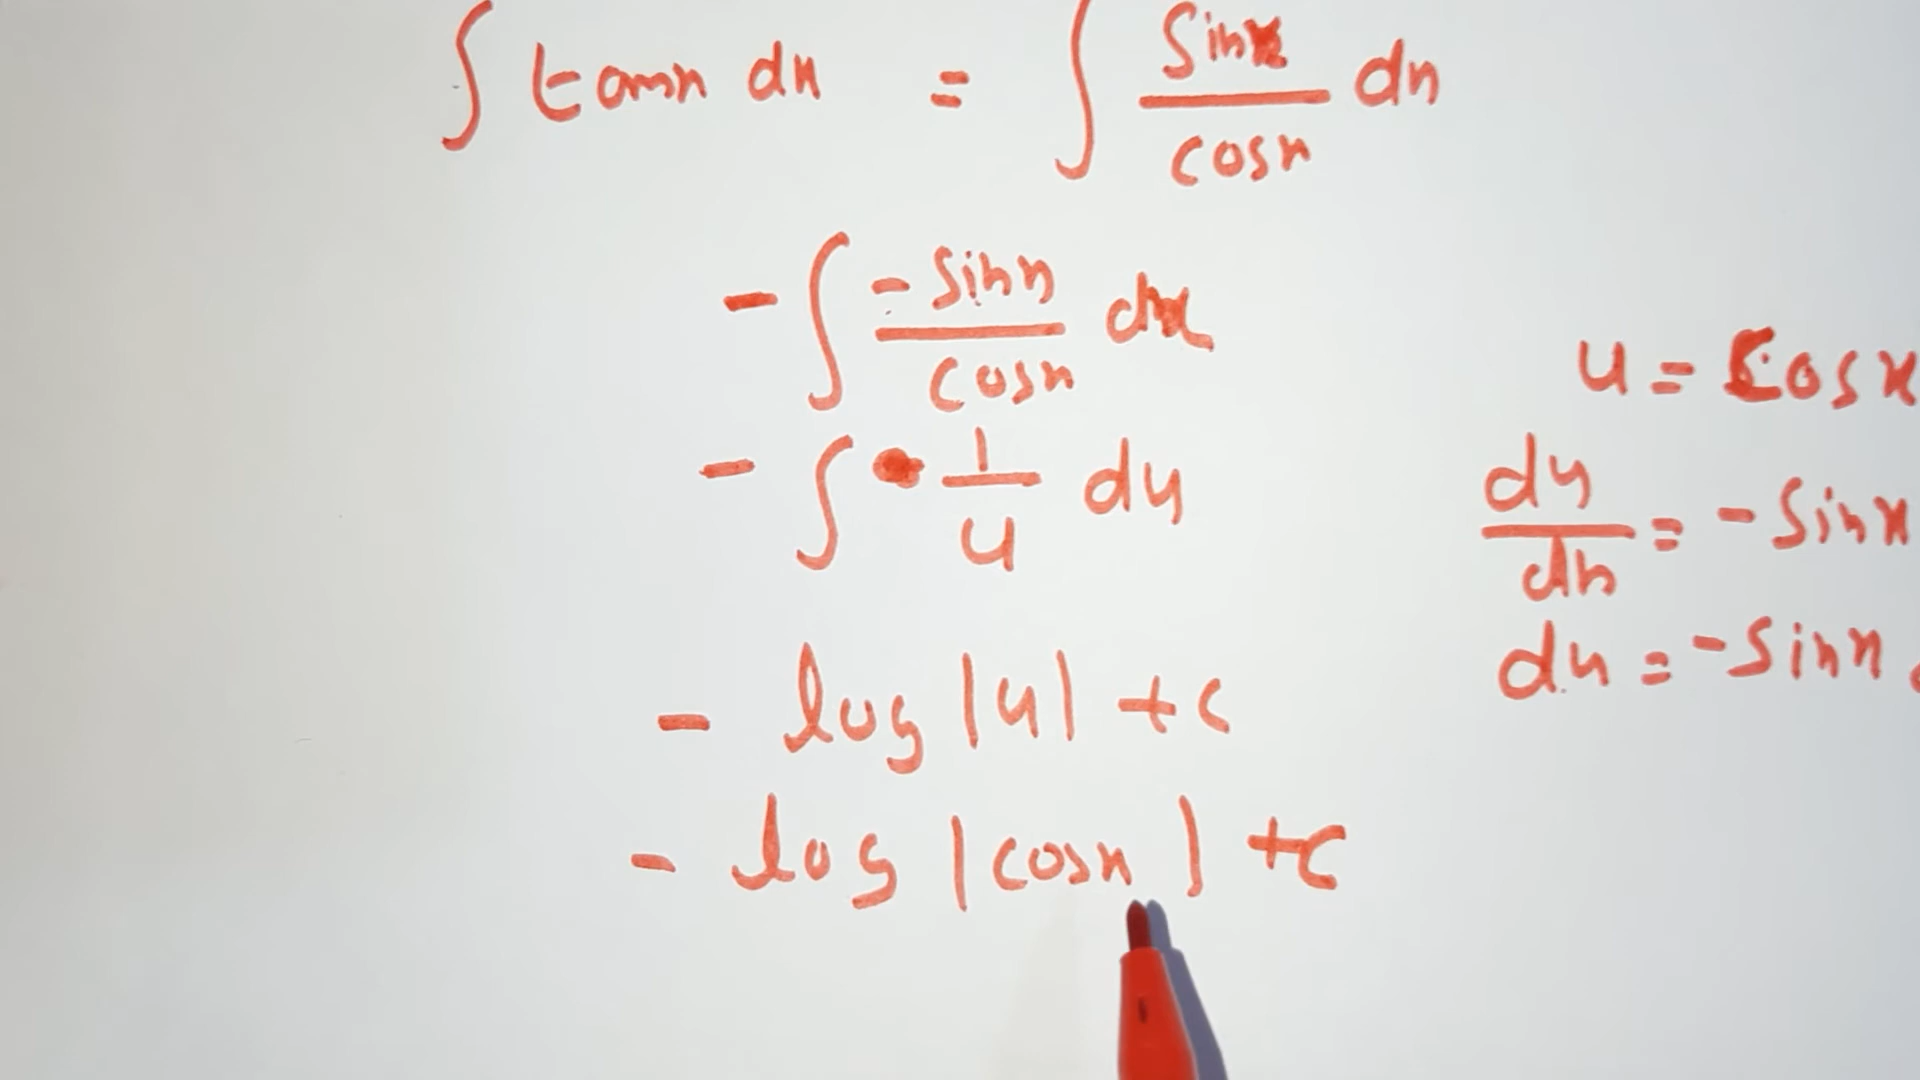 ∫ tanx dx = ∫ sinx/cosx dx
- ∫ -sinx/cosx dx
- ∫ 1/u du
- log |u| + c
- log |cosx| + c
u = cosx
du/dx = -sinx
du = -sinx